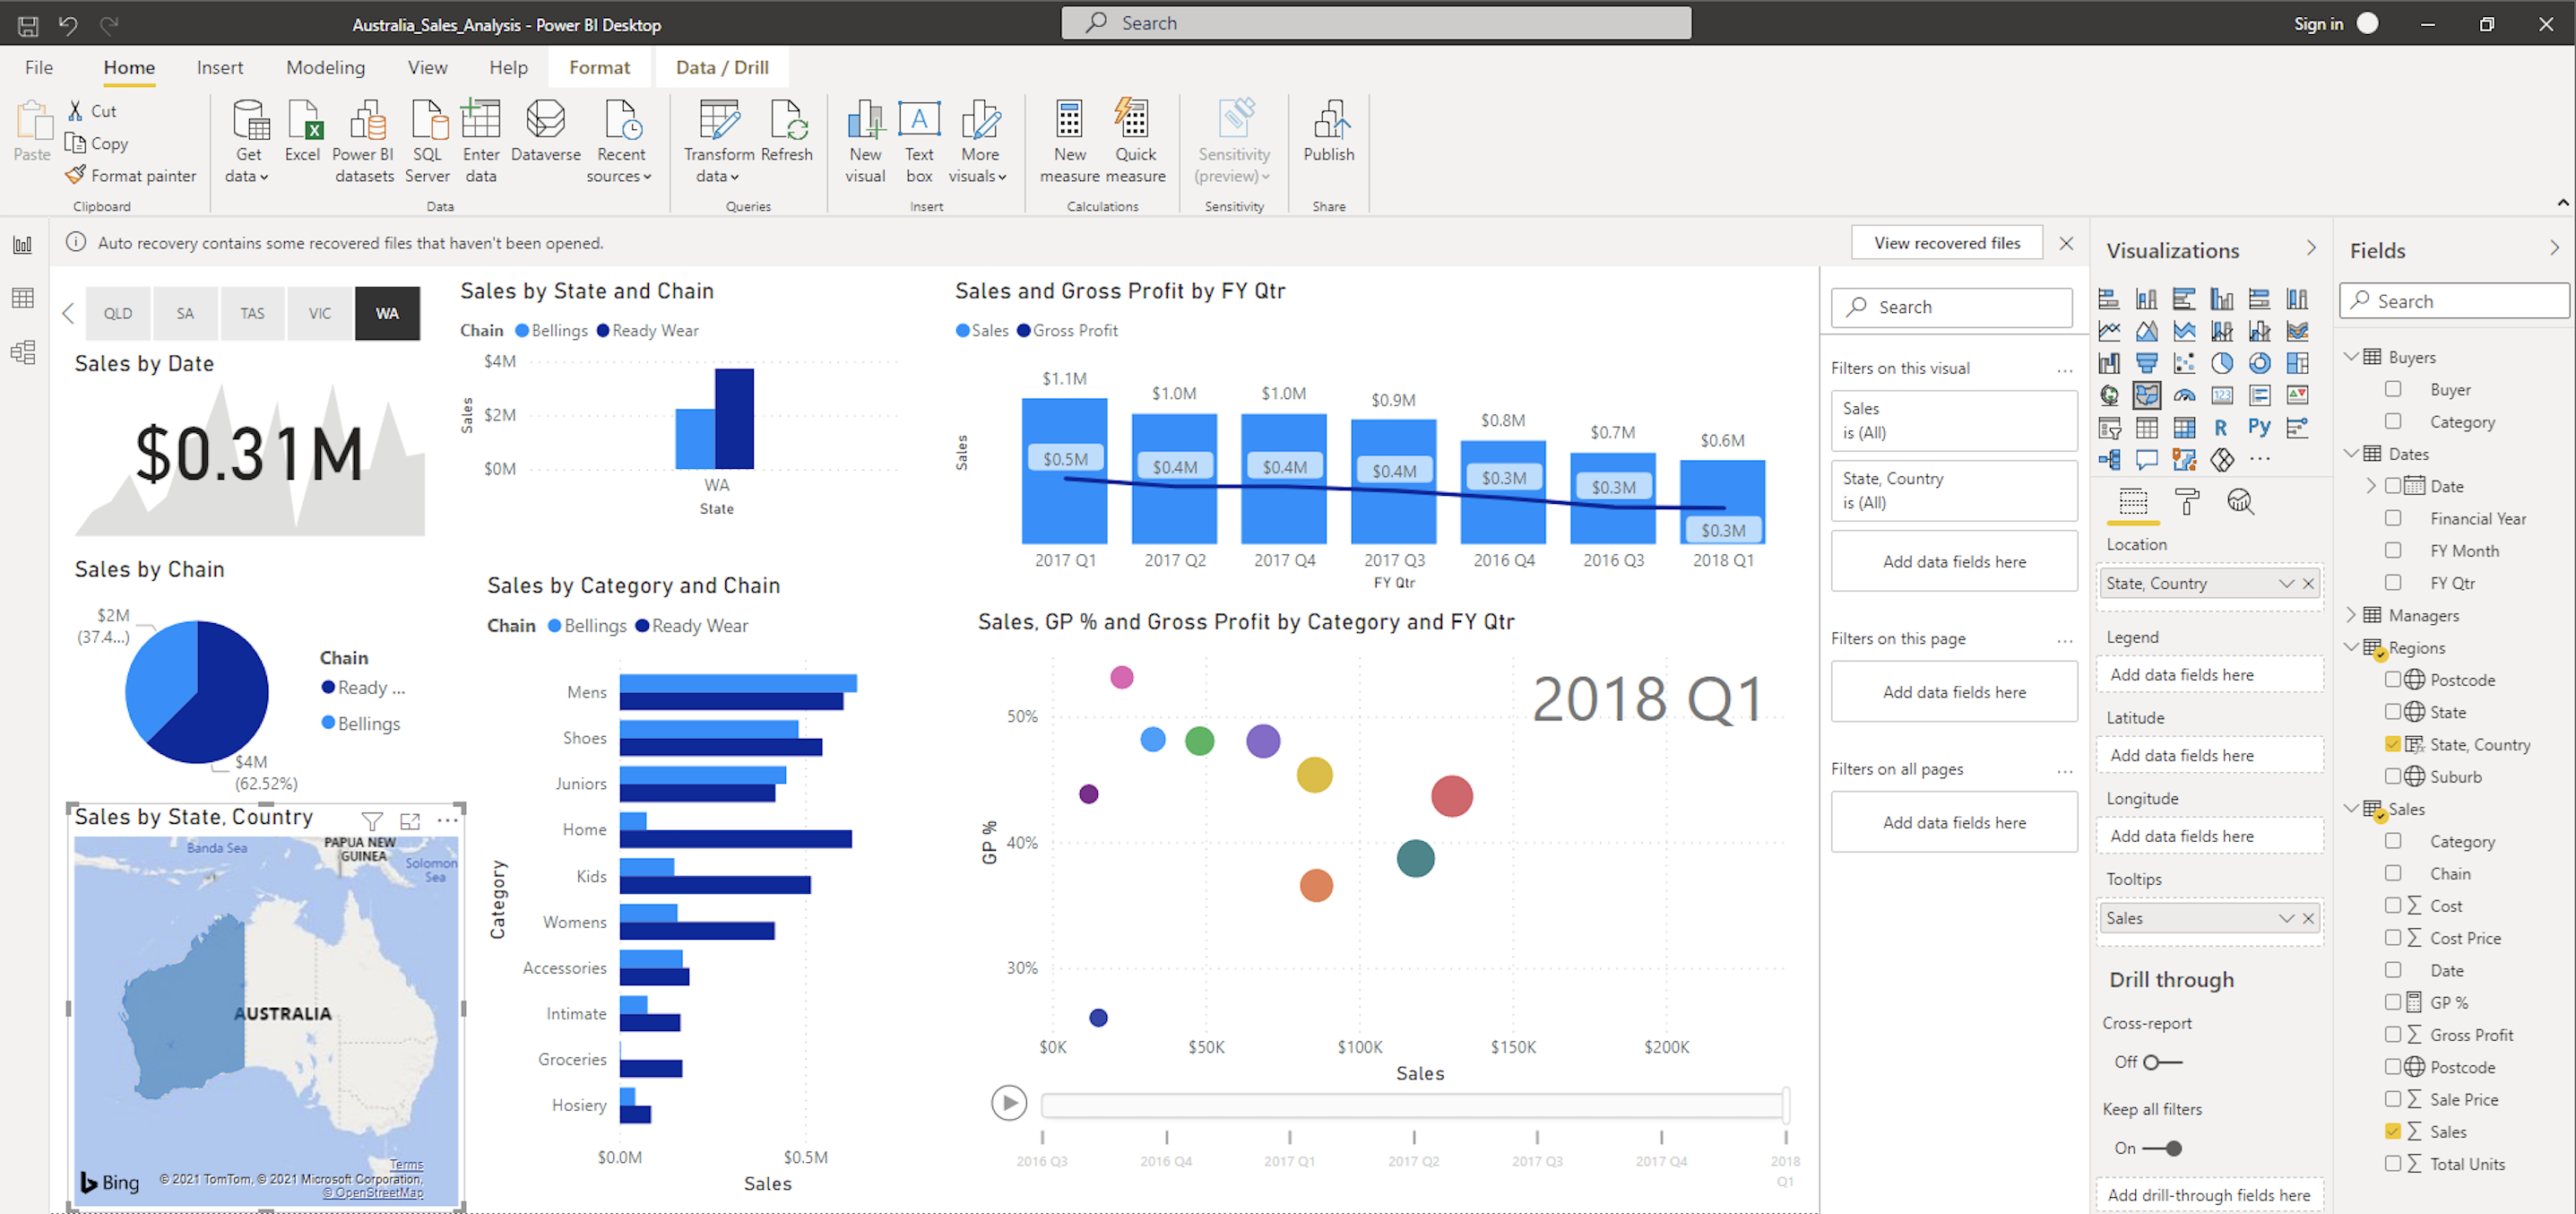 Australia_Sales_Analysis - Power BI Desktop
Search
Sign in
File
Home
Insert
Modeling
View
Help
Format
Data / Drill
Paste
Cut
Copy
Format painter
Clipboard
Get data
Excel
Power BI datasets
SQL Server
Enter data
Dataverse
Recent sources
Data
Transform data
Refresh
Queries
New visual
Text box
More visuals
Insert
New measure
Quick measure
Calculations
Sensitivity (preview)
Sensitivity
Publish
Share
Auto recovery contains some recovered files that haven't been opened.
View recovered files
QLD
SA
TAS
VIC
WA
Sales by Date
$0.31M
Sales by Chain
$2M
(37.4...)
$4M
(62.52%)
Chain
Ready ...
Bellings
Sales by State, Country
Banda Sea
PAPUA NEW
GUINEA
Solomon
Sea
AUSTRALIA
Bing
Terms
© 2021 TomTom, © 2021 Microsoft Corporation,
© OpenStreetMap
Sales by State and Chain
Chain Bellings Ready Wear
$4M
$2M
$0M
Sales
WA
State
Sales by Category and Chain
Chain Bellings Ready Wear
Category
Mens
Shoes
Juniors
Home
Kids
Womens
Accessories
Intimate
Groceries
Hosiery
$0.0M
$0.5M
Sales
Sales and Gross Profit by FY Qtr
Sales Gross Profit
Sales
$1.1M
$1.0M
$1.0M
$0.9M
$0.8M
$0.7M
$0.6M
$0.5M
$0.4M
$0.4M
$0.4M
$0.3M
$0.3M
$0.3M
2017 Q1
2017 Q2
2017 Q4
2017 Q3
2016 Q4
2016 Q3
2018 Q1
FY Qtr
Sales, GP % and Gross Profit by Category and FY Qtr
2018 Q1
GP %
50%
40%
30%
$0K
$50K
$100K
$150K
$200K
Sales
2016 Q3
2016 Q4
2017 Q1
2017 Q2
2017 Q3
2017 Q4
2018
Q1
Search
Filters on this visual
...
Sales
is (All)
State, Country
is (All)
Add data fields here
Filters on this page
...
Add data fields here
Filters on all pages
...
Add data fields here
Visualizations
123
R
Py
...
Location
State, Country
Legend
Add data fields here
Latitude
Add data fields here
Longitude
Add data fields here
Tooltips
Sales
Drill through
Cross-report
Off
Keep all filters
On
Add drill-through fields here
Fields
Search
Buyers
Buyer
Category
Dates
Date
Financial Year
FY Month
FY Qtr
Managers
Regions
Postcode
State
State, Country
Suburb
Sales
Category
Chain
Cost
Cost Price
Date
GP %
Gross Profit
Postcode
Sale Price
Sales
Total Units